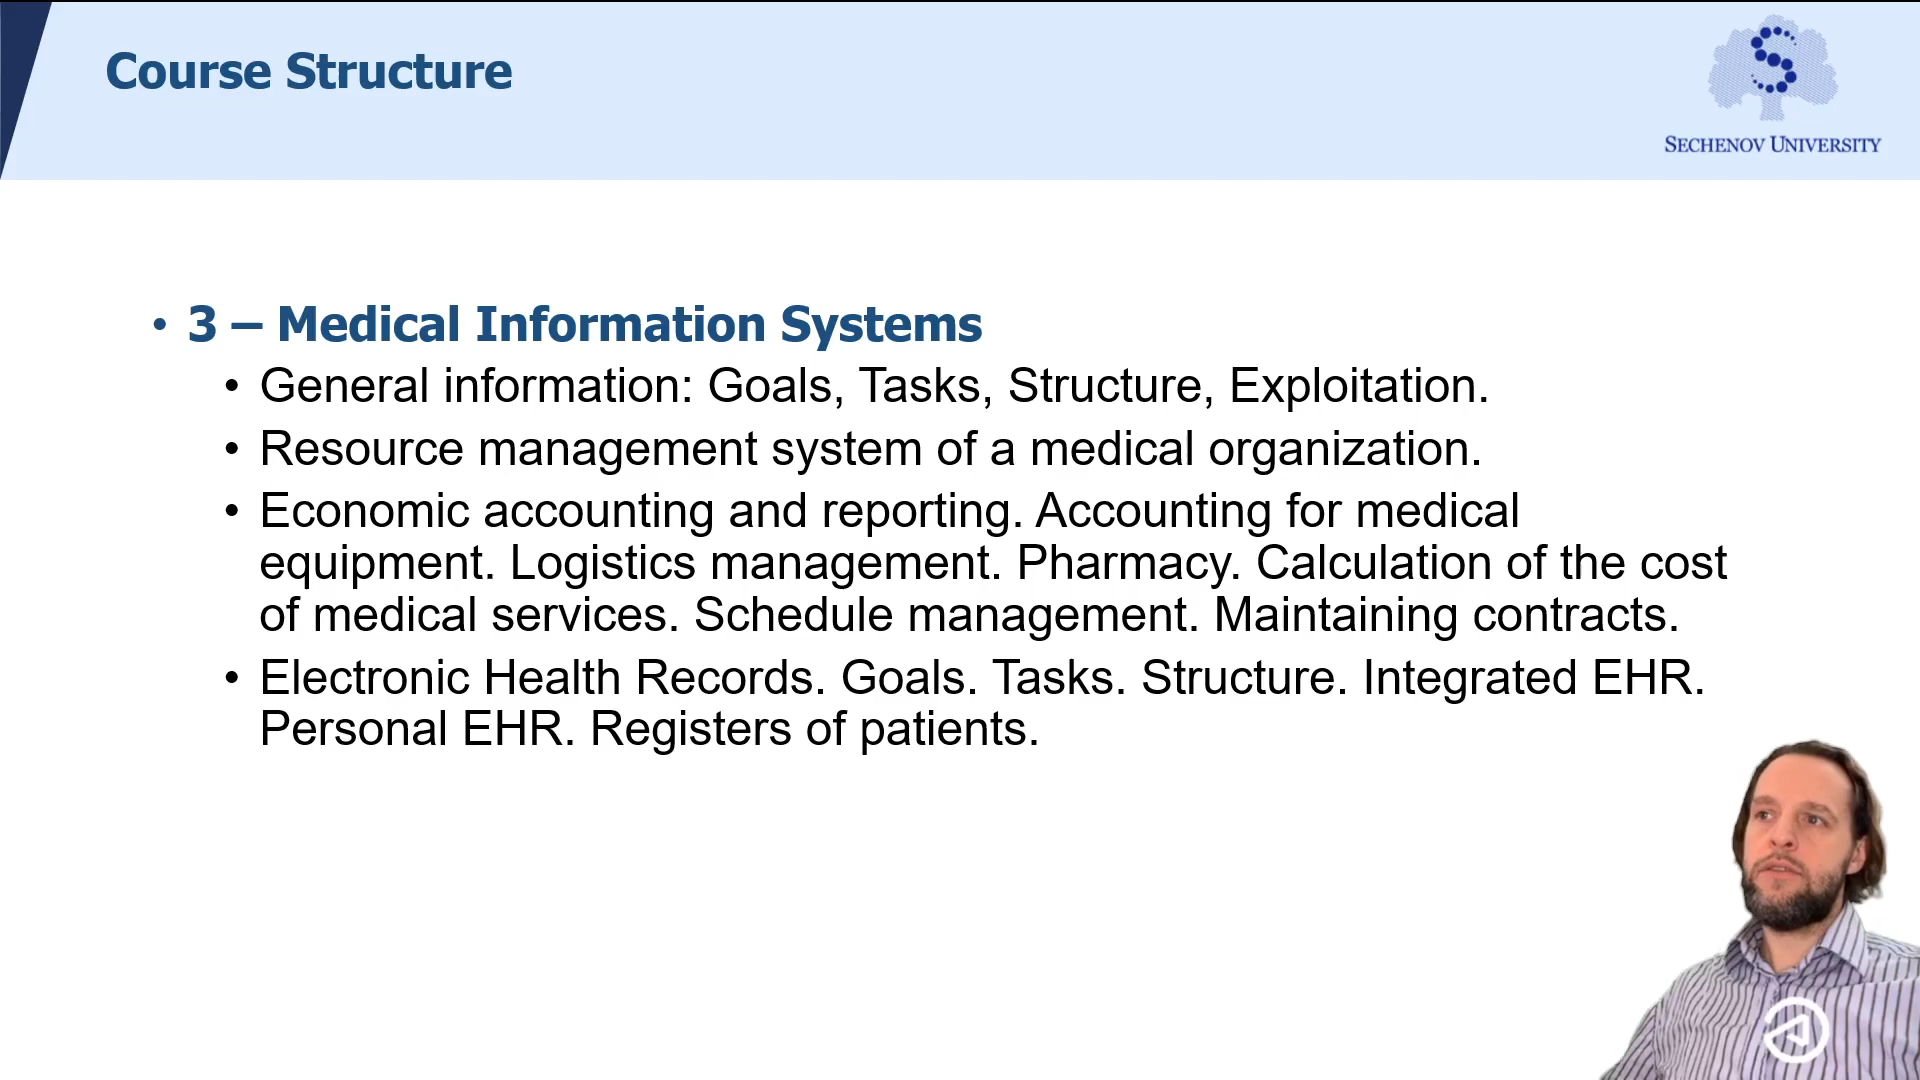 Course Structure
SECHENOV UNIVERSITY
• 3 – Medical Information Systems
• General information: Goals, Tasks, Structure, Exploitation.
• Resource management system of a medical organization.
• Economic accounting and reporting. Accounting for medical
equipment. Logistics management. Pharmacy. Calculation of the cost
of medical services. Schedule management. Maintaining contracts.
• Electronic Health Records. Goals. Tasks. Structure. Integrated EHR.
Personal EHR. Registers of patients.